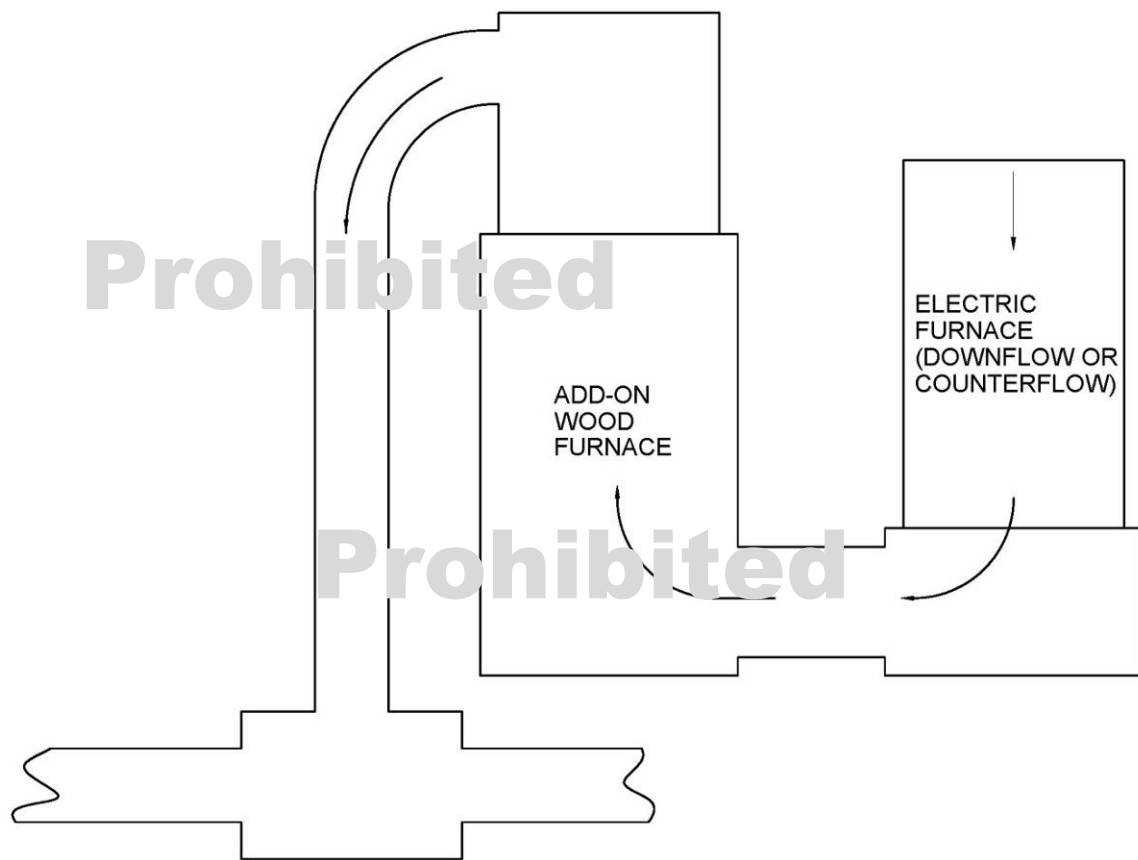 Prohibited
ELECTRIC
FURNACE
(DOWNFLOW OR
COUNTERFLOW)
ADD-ON
WOOD
FURNACE
Prohibited